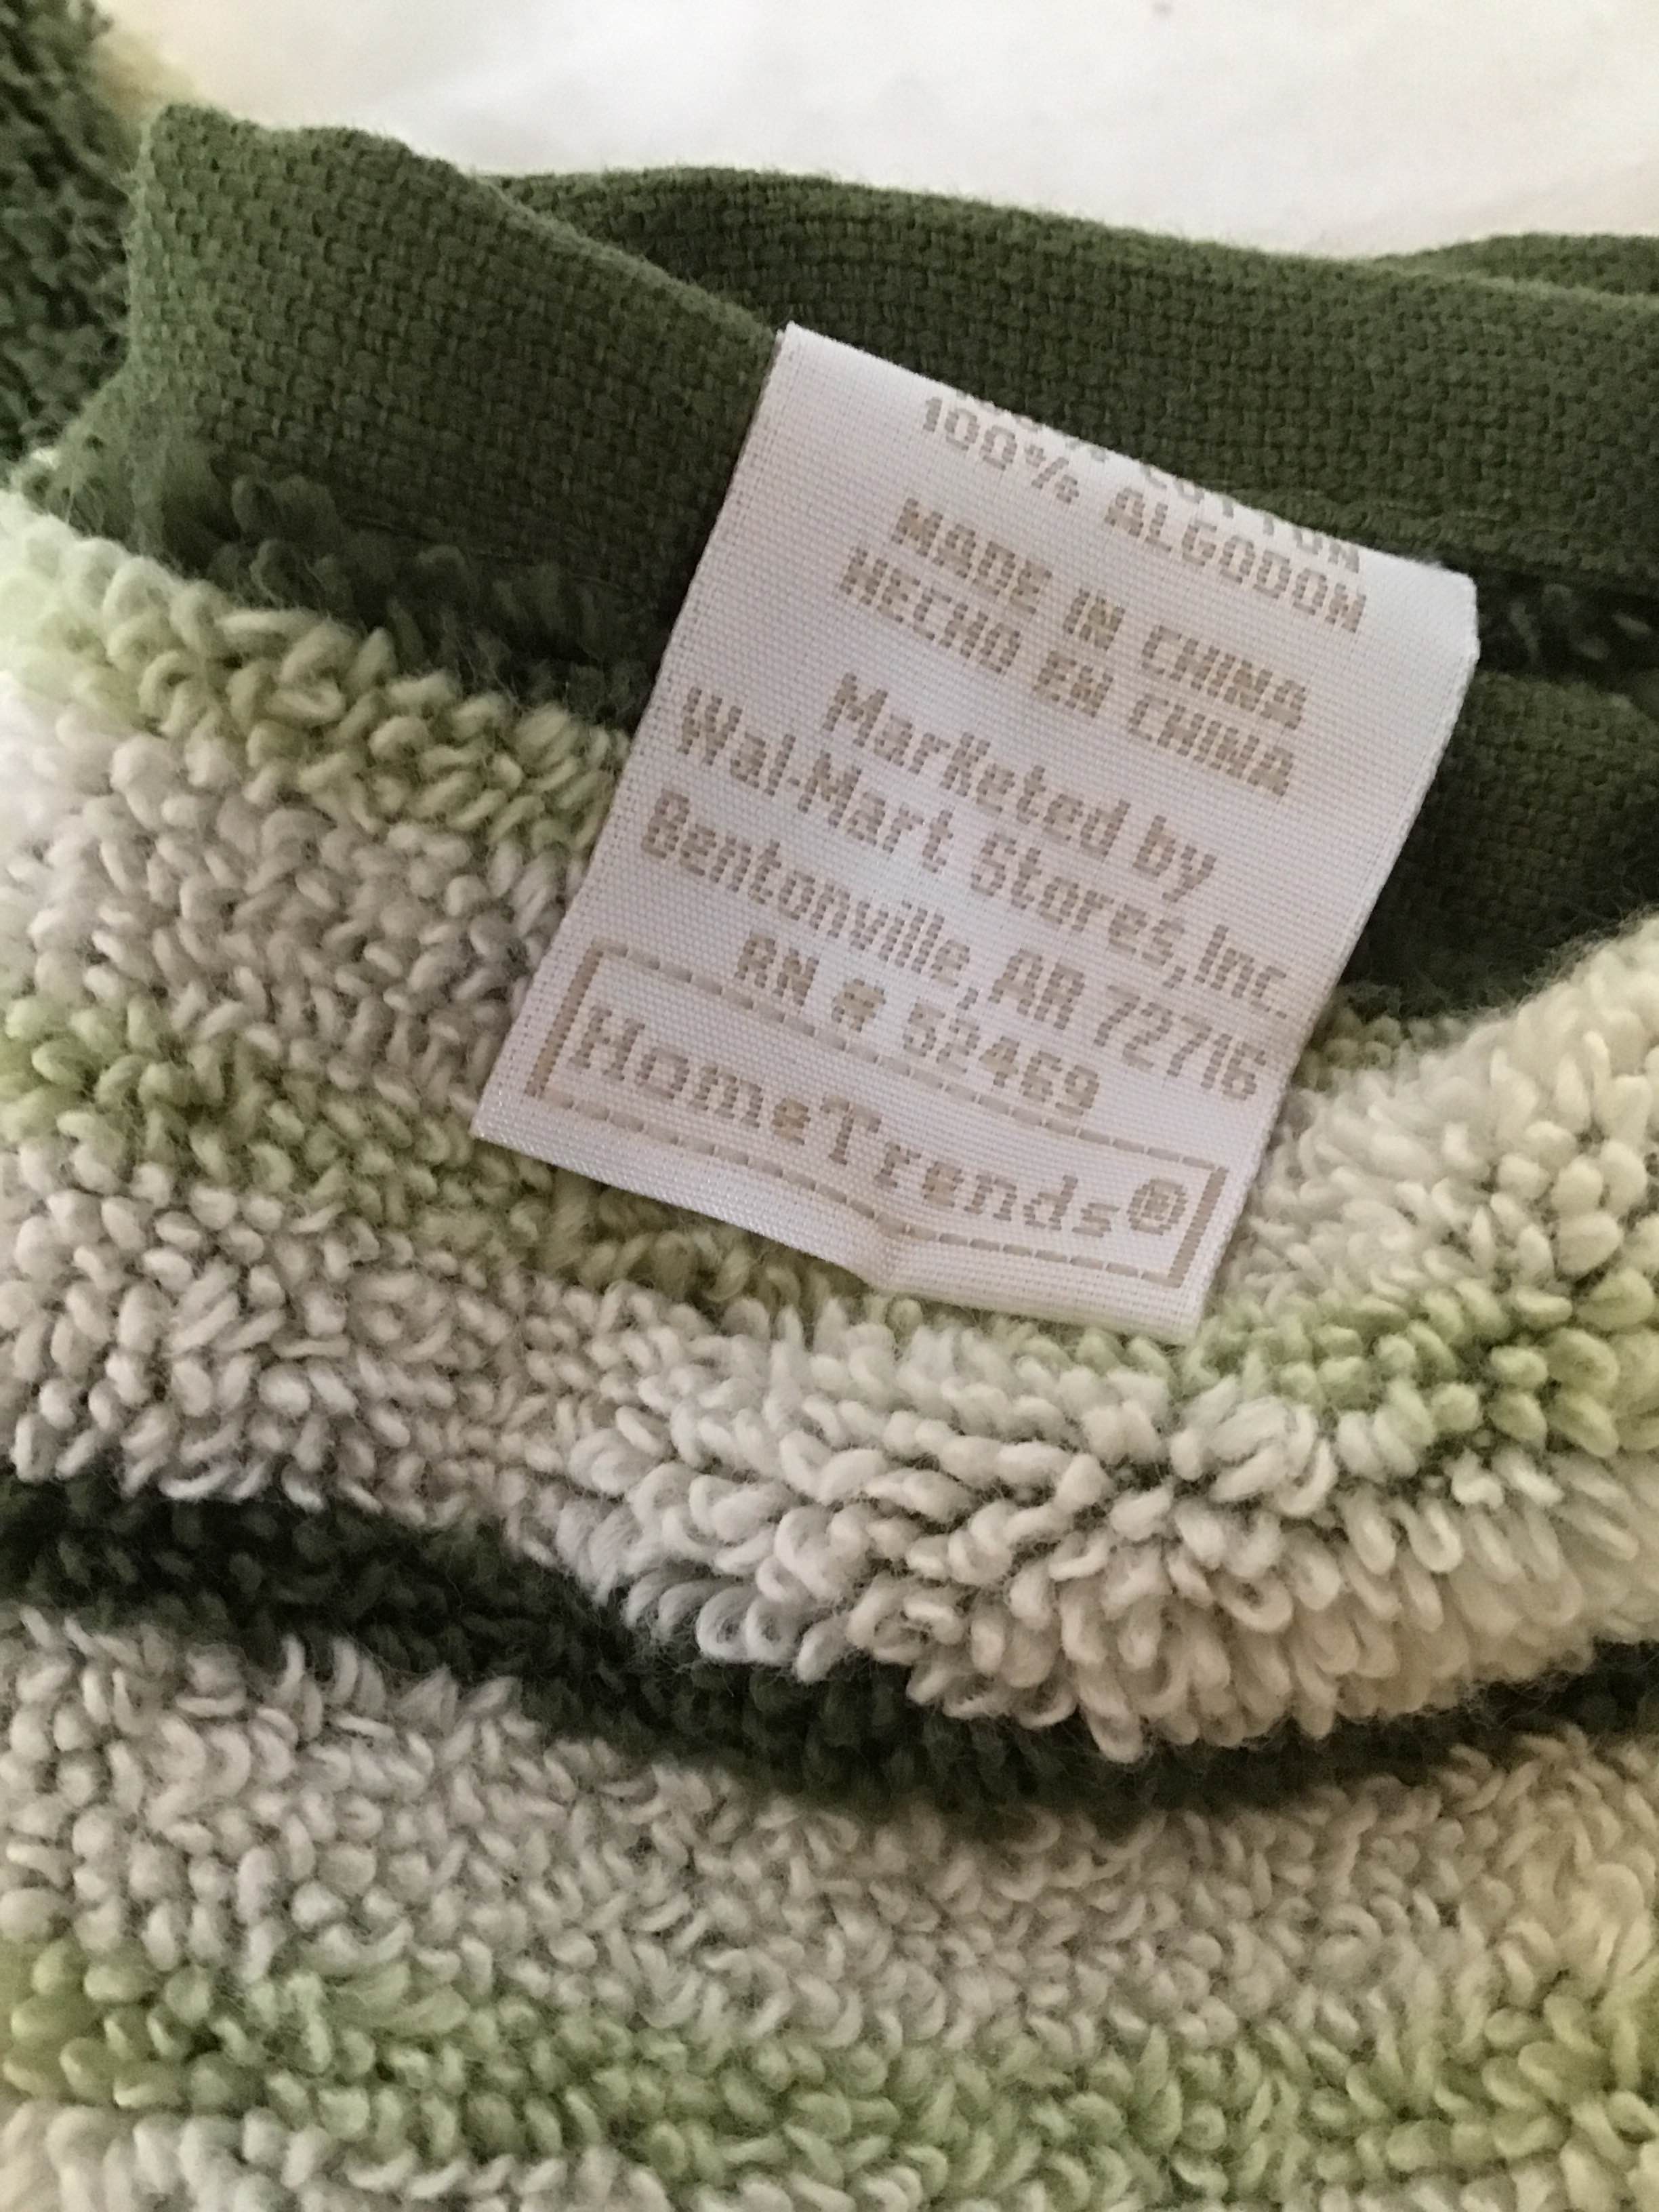 100% COTTON
100% ALGODON
MADE IN CHINA
HECHO EN CHINA
Marketed by
Wal-Mart Stores, Inc.
Bentonville, AR 72716
RN # 52469
HomeTrends®